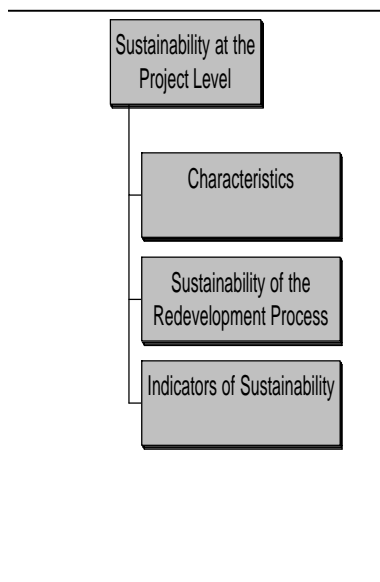 Sustainability at the
Project Level
Characteristics
Sustainability of the
Redevelopment Process
Indicators of Sustainability